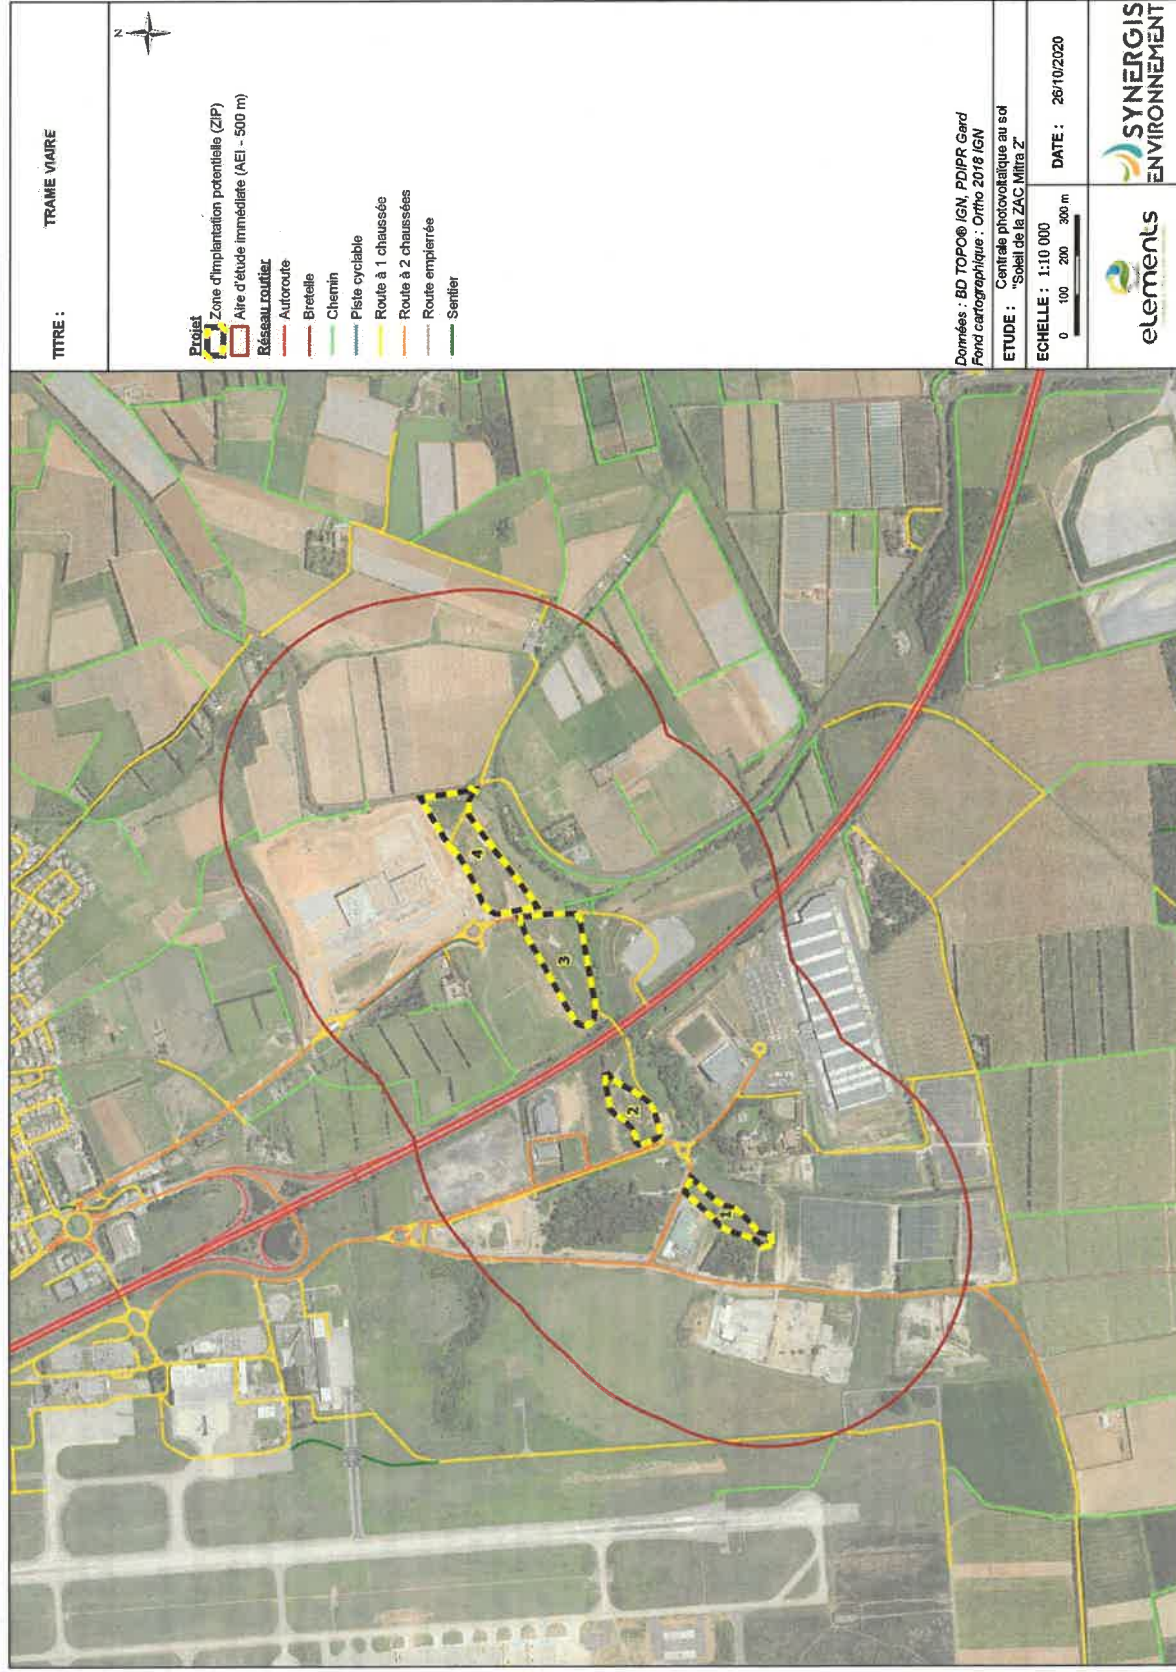 TITRE :
TRAME VIAIRE
N
Projet
Zone d'implantation potentielle (ZIP)
Aire d'étude immédiate (AEI - 500 m)
Réseau routier
Autoroute
Bretelle
Chemin
Piste cyclable
Route à 1 chaussée
Route à 2 chaussées
Route empierrée
Sentier
Données : BD TOPO® IGN, PDIPR Gard
Fond cartographique : Ortho 2018 IGN
ETUDE : Centrale photovoltaïque au sol
"Soleil de la ZAC Mitra 2"
ECHELLE : 1:10 000
0 100 200 300 m
DATE : 26/10/2020
elements
SYNERGIS
ENVIRONNEMENT
1
2
3
4